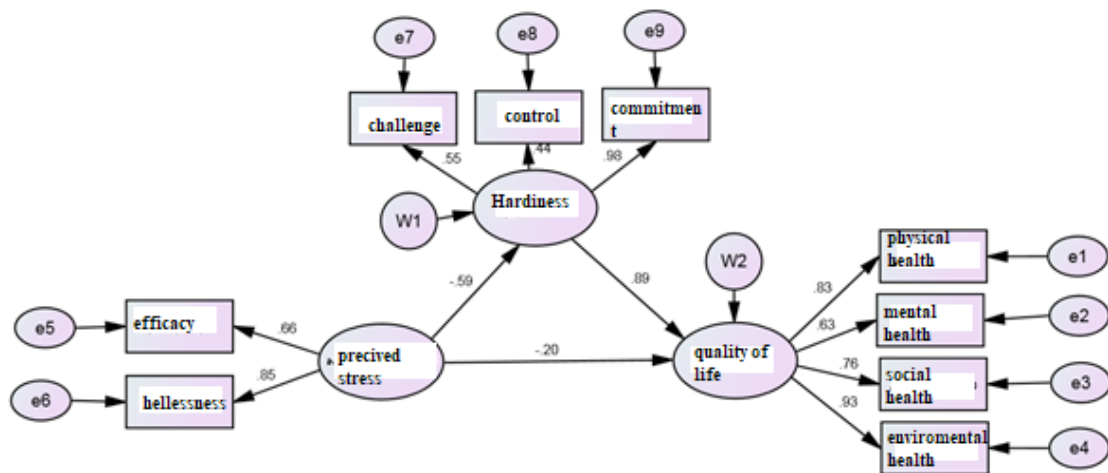 e7
e8
e9
challenge
control
commitmen
t
.55
.44
.98
W1
Hardiness
-.59
.89
W2
physical
health
e1
.83
e5
efficacy
.66
precived
stress
-.20
quality of
life
.63
mental
health
e2
e6
hellessness
.85
.76
social
health
e3
.93
enviromental
health
e4